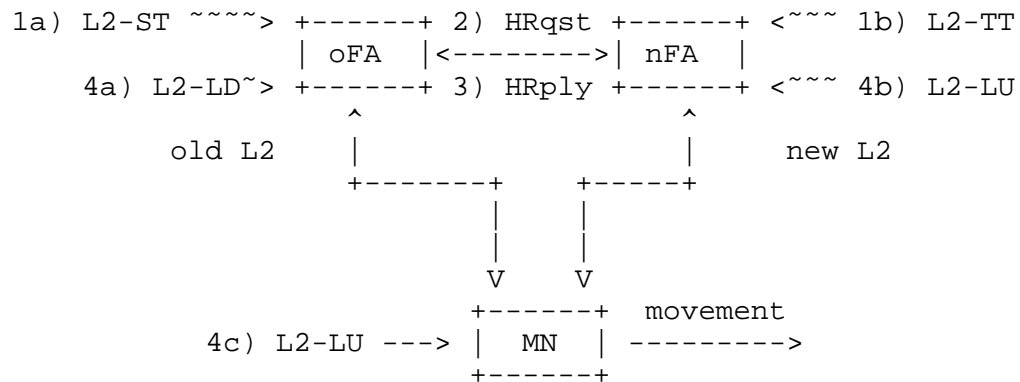 1a) L2-ST ~~~~> +------+ 2) HRqst +------+ <~~~ 1b) L2-TT
| oFA |<-------->| nFA |
4a) L2-LD~> +------+ 3) HRply +------+ <~~~ 4b) L2-LU
^ ^
old L2 | | new L2
+-------+ +-----+
| |
| |
V V
+------+ movement
4c) L2-LU ---> | MN | --------->
+------+